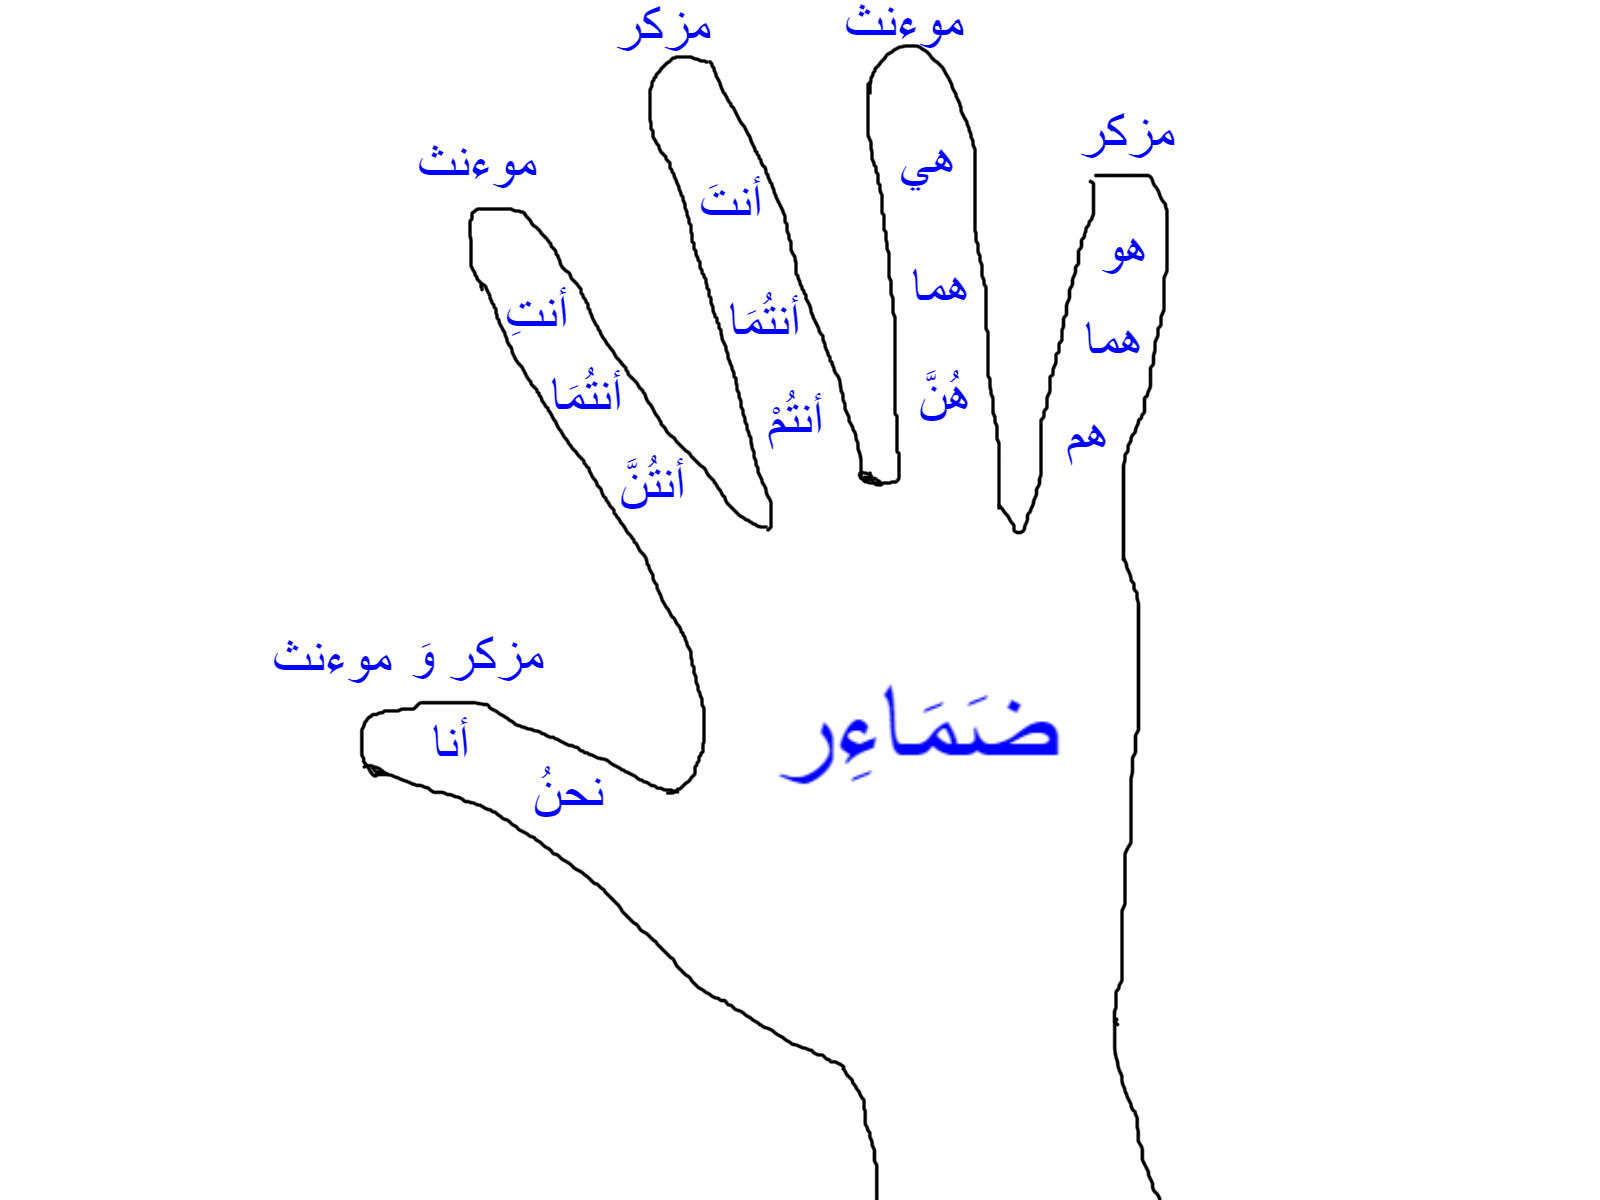 مزكر
هو
هما
هم
موءنث
هي
هما
هُنَّ
مزكر
أنتَ
أنتُمَا
أنتُمْ
موءنث
أنتِ
أنتُمَا
أنتُنَّ
مزكر وَ موءنث
أنا
نحنُ
ضَمَاءِر